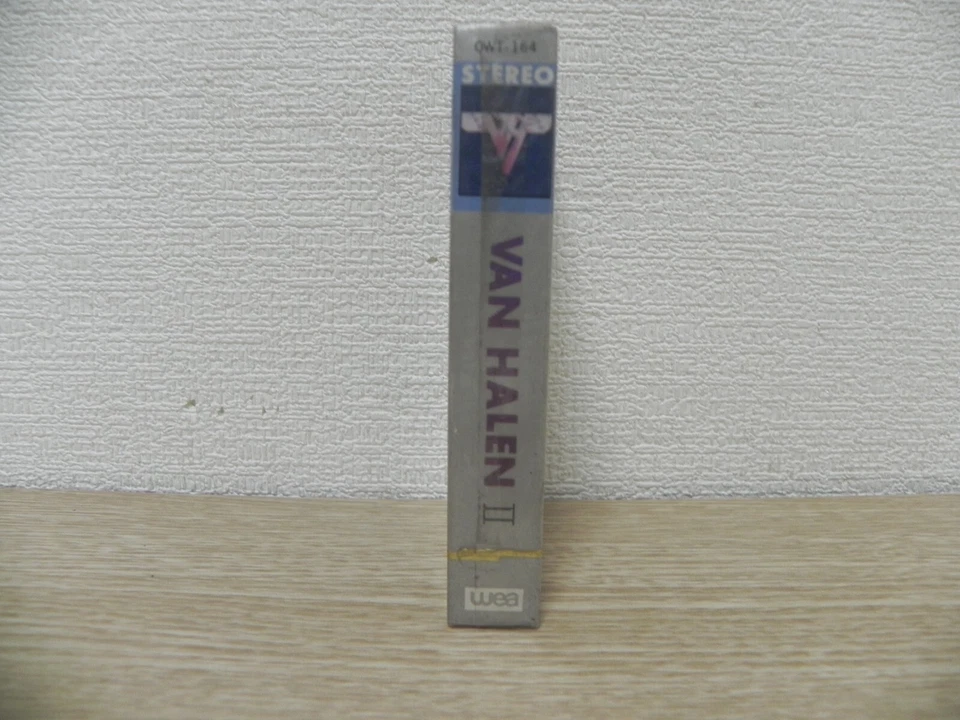 OWT-164
STEREO
VAN HALEN II
wea